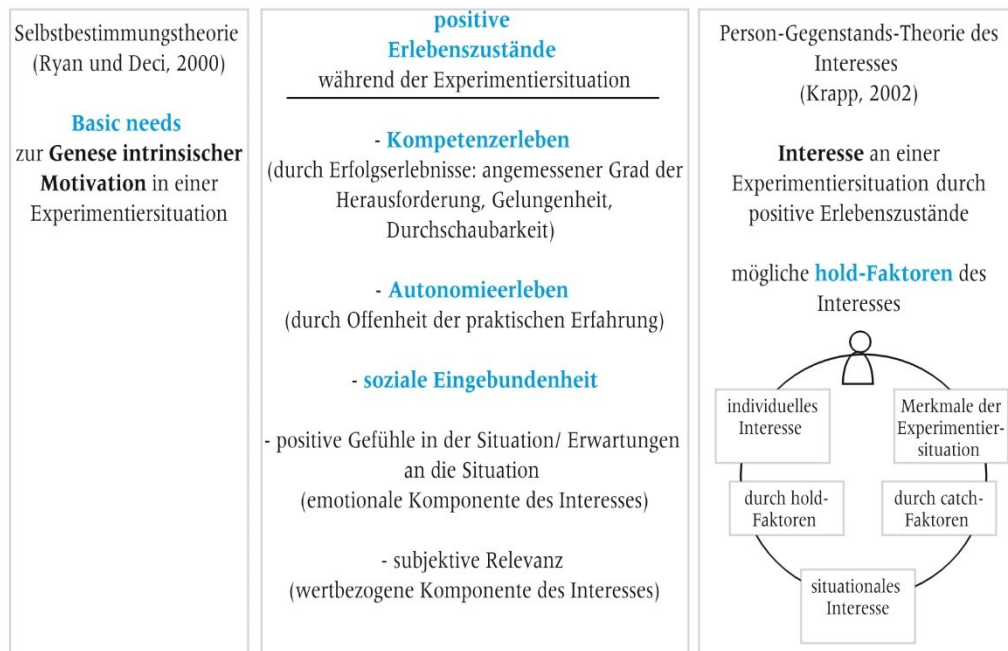 Selbstbestimmungstheorie
(Ryan und Deci, 2000)
Basic needs
zur Genese intrinsischer
Motivation in einer
Experimentiersituation
positive
Erlebenszustände
während der Experimentiersituation
- Kompetenzerleben
(durch Erfolgserlebnisse: angemessener Grad der
Herausforderung, Gelungenheit,
Durchschaubarkeit)
- Autonomieerleben
(durch Offenheit der praktischen Erfahrung)
- soziale Eingebundenheit
- positive Gefühle in der Situation/ Erwartungen
an die Situation
(emotionale Komponente des Interesses)
- subjektive Relevanz
(wertbezogene Komponente des Interesses)
Person-Gegenstands-Theorie des
Interesses
(Krapp, 2002)
Interesse an einer
Experimentiersituation durch
positive Erlebenszustände
mögliche hold-Faktoren des
Interesses
individuelles
Interesse
Merkmale der
Experimentier-
situation
durch hold-
Faktoren
durch catch-
Faktoren
situationales
Interesse